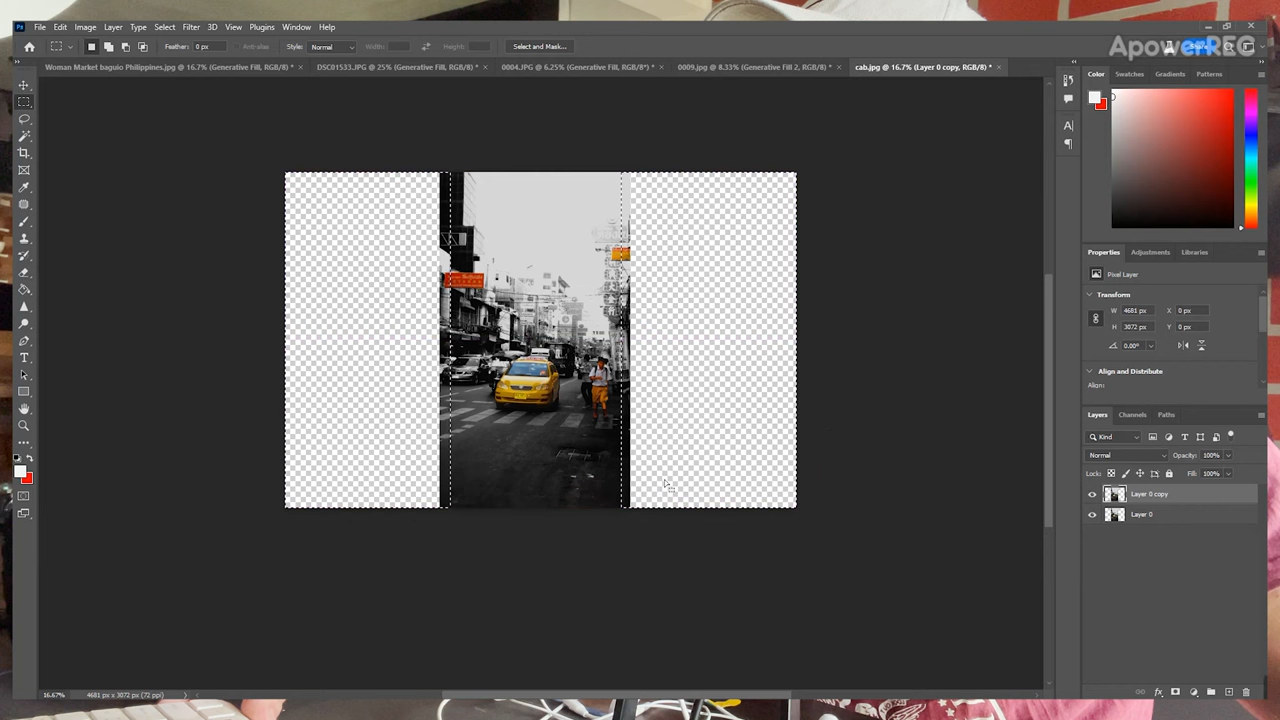 Ps File Edit Image Layer Type Select Filter 3D View Plugins Window Help
Feather: 0 px Anti-alias Style: Normal Width: Height: Select and Mask... Share
ApowerREC
Woman Market baguio Philippines.jpg @ 16.7% (Generative Fill, RGB/8) * × DSC01533.JPG @ 25% (Generative Fill, RGB/8) * × 0004.JPG @ 6.25% (Generative Fill, RGB/8*) * × 0009.jpg @ 8.33% (Generative Fill 2, RGB/8) * × cab.jpg @ 16.7% (Layer 0 copy, RGB/8) * ×
Color Swatches Gradients Patterns
Properties Adjustments Libraries
Pixel Layer
Transform
W 4681 px X 0 px
H 3072 px Y 0 px
0.00°
Align and Distribute
Align:
Layers Channels Paths
Kind
Normal Opacity: 100%
Lock: Fill: 100%
Layer 0 copy
Layer 0
16.67% 4681 px x 3072 px (72 ppi)